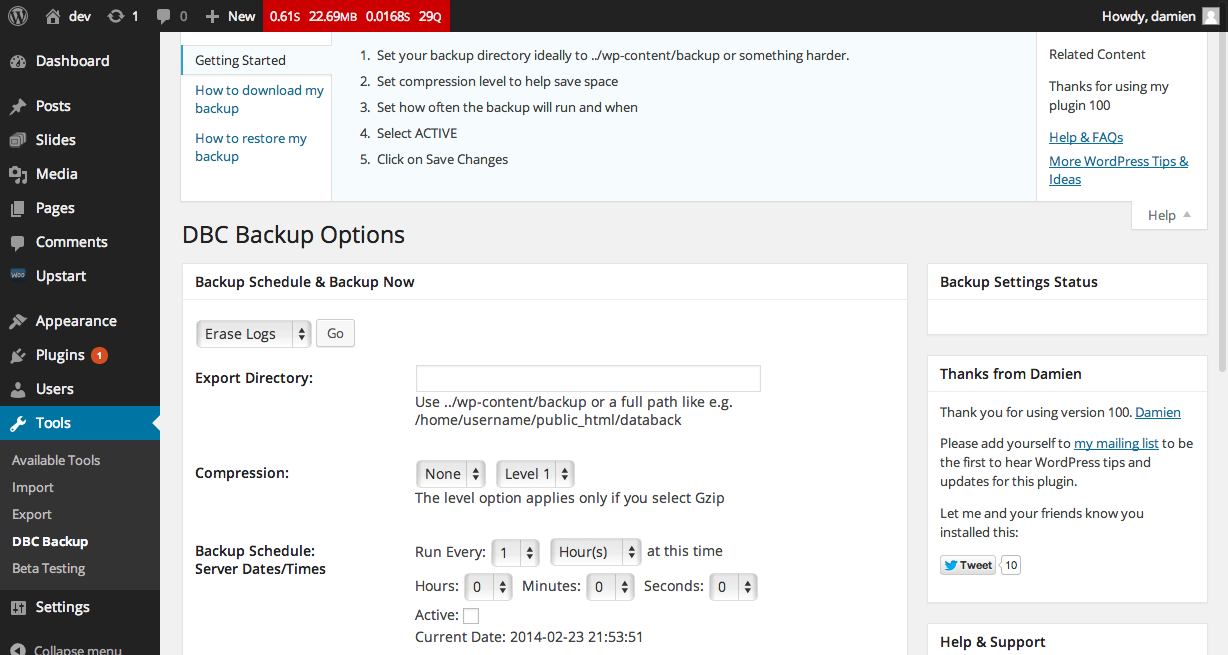 dev 1 0 New 0.61S 22.69MB 0.0168S 29Q Howdy, damien
Dashboard
Posts
Slides
Media
Pages
Comments
Upstart
Appearance
Plugins 1
Users
Tools
Available Tools
Import
Export
DBC Backup
Beta Testing
Settings
Collapse menu
Getting Started
How to download my
backup
How to restore my
backup
1. Set your backup directory ideally to ../wp-content/backup or something harder.
2. Set compression level to help save space
3. Set how often the backup will run and when
4. Select ACTIVE
5. Click on Save Changes
Related Content
Thanks for using my
plugin 100
Help & FAQs
More WordPress Tips &
Ideas
Help
DBC Backup Options
Backup Schedule & Backup Now
Erase Logs Go
Export Directory:
Use ../wp-content/backup or a full path like e.g.
/home/username/public_html/databack
Compression: None Level 1
The level option applies only if you select Gzip
Backup Schedule:
Server Dates/Times
Run Every: 1 Hour(s) at this time
Hours: 0 Minutes: 0 Seconds: 0
Active:
Current Date: 2014-02-23 21:53:51
Backup Settings Status
Thanks from Damien
Thank you for using version 100. Damien
Please add yourself to my mailing list to be
the first to hear WordPress tips and
updates for this plugin.
Let me and your friends know you
installed this:
Tweet 10
Help & Support